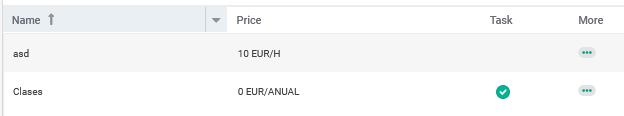 Name Price Task More
asd 10 EUR/H
Clases 0 EUR/ANUAL